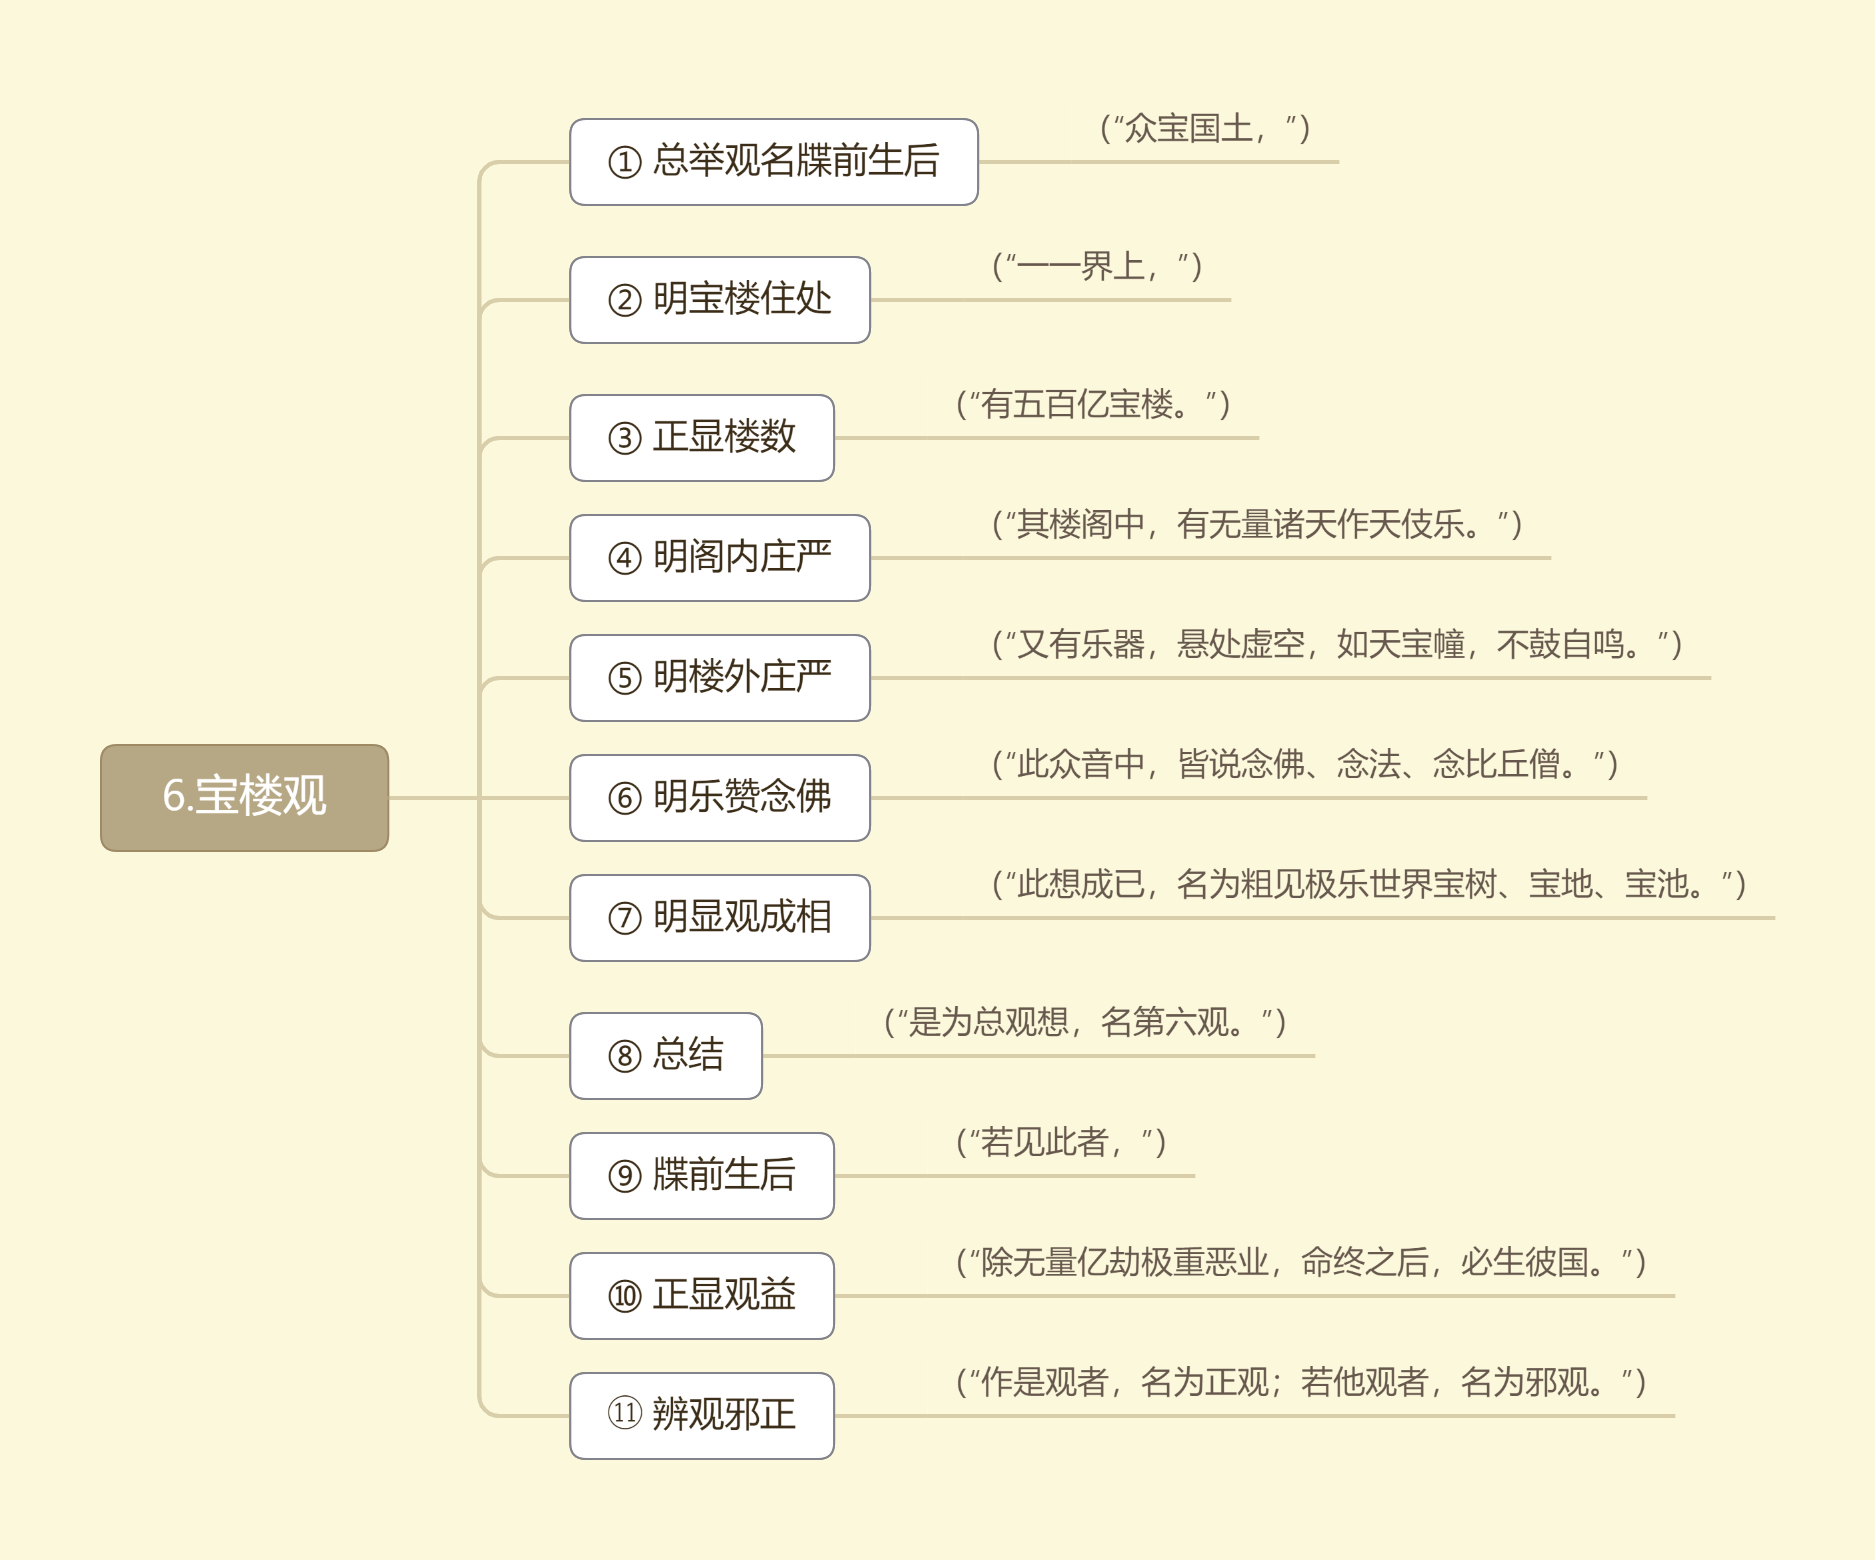 6.宝楼观
① 总举观名牒前生后
(“众宝国土，”)
② 明宝楼住处
(“一一界上，”)
③ 正显楼数
(“有五百亿宝楼。”)
④ 明阁内庄严
(“其楼阁中，有无量诸天作天伎乐。”)
⑤ 明楼外庄严
(“又有乐器，悬处虚空，如天宝幢，不鼓自鸣。”)
⑥ 明乐赞念佛
(“此众音中，皆说念佛、念法、念比丘僧。”)
⑦ 明显观成相
(“此想成已，名为粗见极乐世界宝树、宝地、宝池。”)
⑧ 总结
(“是为总观想，名第六观。”)
⑨ 牒前生后
(“若见此者，”)
⑩ 正显观益
(“除无量亿劫极重恶业，命终之后，必生彼国。”)
⑪ 辨观邪正
(“作是观者，名为正观；若他观者，名为邪观。”)